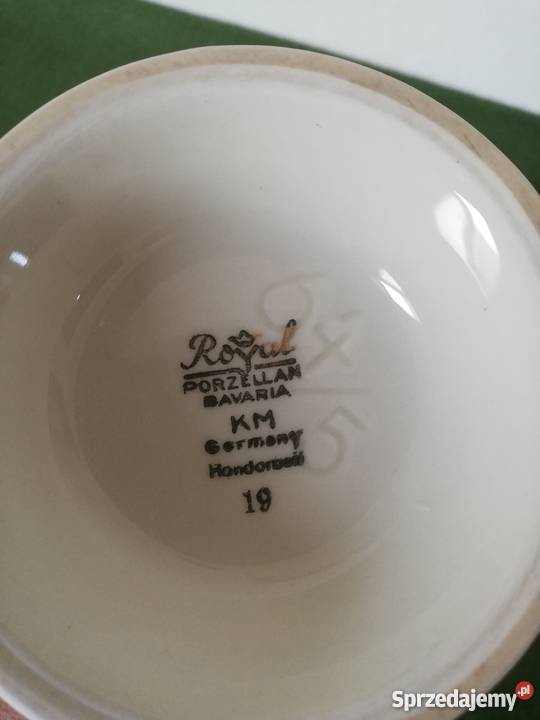 Royal
PORZELLAN
BAVARIA
KM
Germany
Handarbeit
19
Sprzedajemy.pl